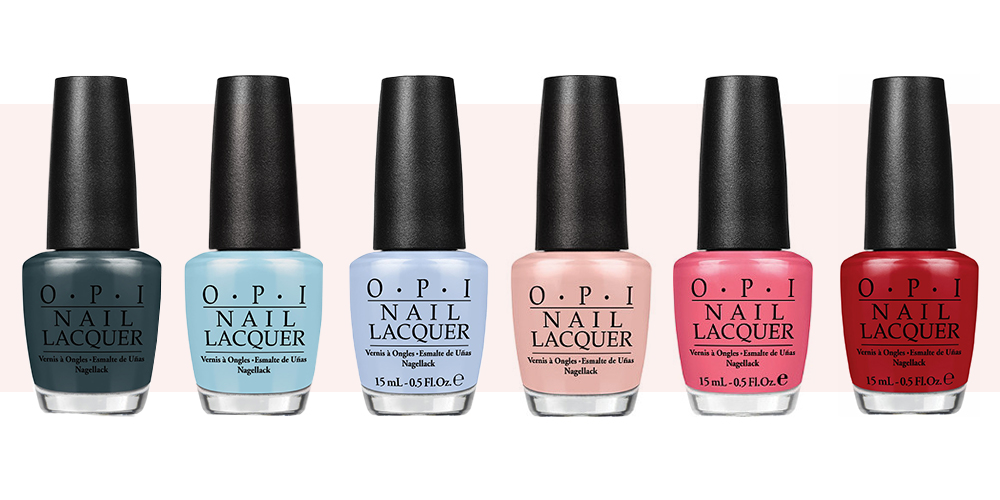 O·P·I
NAIL
LACQUER
Vernis à Ongles • Esmalte de Uñas
Nagellack
O·P·I
NAIL
LACQUER
Vernis à Ongles • Esmalte de Uñas
Nagellack
O·P·I
NAIL
LACQUER
Vernis à Ongles • Esmalte de Uñas
Nagellack
15 mL - 0.5 Fl.Oz. ℮
O·P·I
NAIL
LACQUER
Vernis à Ongles • Esmalte de Uñas
Nagellack
O·P·I
NAIL
LACQUER
Vernis à Ongles • Esmalte de Uñas
Nagellack
15 mL - 0.5 Fl.Oz. ℮
O·P·I
NAIL
LACQUER
Vernis à Ongles • Esmalte de Uñas
Nagellack
15 mL - 0.5 Fl.Oz. ℮